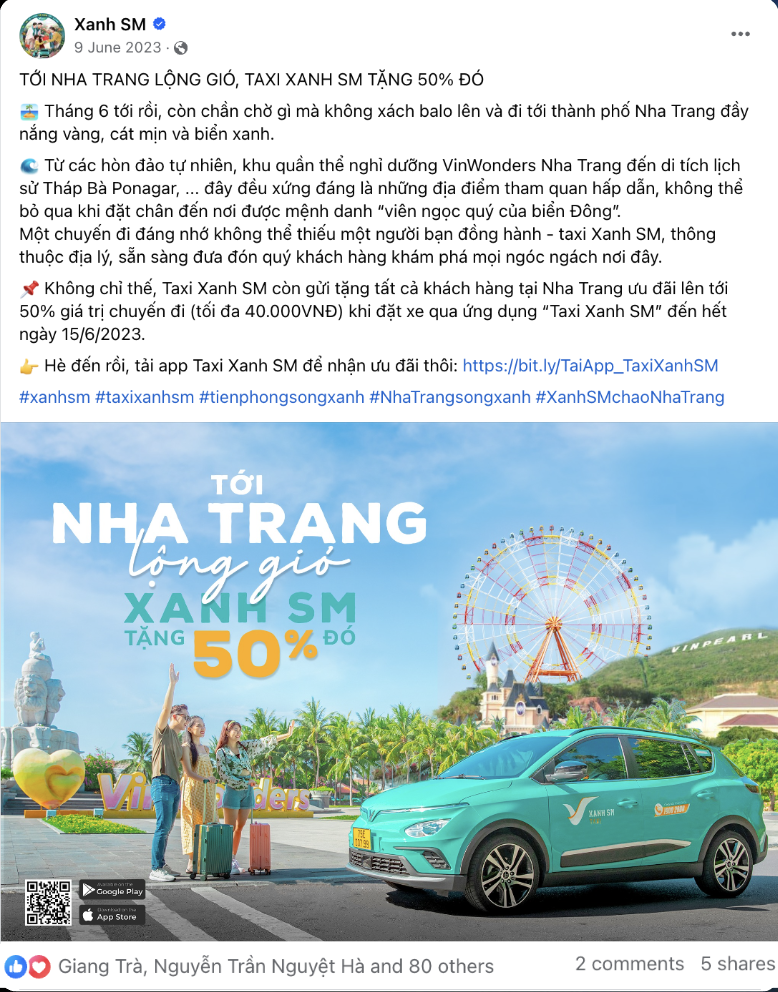 Xanh SM
9 June 2023 ·
TỚI NHA TRANG LỘNG GIÓ, TAXI XANH SM TẶNG 50% ĐÓ
🏝️ Tháng 6 tới rồi, còn chần chờ gì mà không xách balo lên và đi tới thành phố Nha Trang đầy
nắng vàng, cát mịn và biển xanh.
🌊 Từ các hòn đảo tự nhiên, khu quần thể nghỉ dưỡng VinWonders Nha Trang đến di tích lịch
sử Tháp Bà Ponagar, ... đây đều xứng đáng là những địa điểm tham quan hấp dẫn, không thể
bỏ qua khi đặt chân đến nơi được mệnh danh “viên ngọc quý của biển Đông”.
Một chuyến đi đáng nhớ không thể thiếu một người bạn đồng hành - taxi Xanh SM, thông
thuộc địa lý, sẵn sàng đưa đón quý khách hàng khám phá mọi ngóc ngách nơi đây.
📌 Không chỉ thế, Taxi Xanh SM còn gửi tặng tất cả khách hàng tại Nha Trang ưu đãi lên tới
50% giá trị chuyến đi (tối đa 40.000VNĐ) khi đặt xe qua ứng dụng “Taxi Xanh SM” đến hết
ngày 15/6/2023.
👉 Hè đến rồi, tải app Taxi Xanh SM để nhận ưu đãi thôi: https://bit.ly/TaiApp_TaxiXanhSM
#xanhsm #taxixanhsm #tienphongsongxanh #NhaTrangsongxanh #XanhSMchaoNhaTrang
TỚI
NHA TRANG
lộng gió
XANH SM
TẶNG 50% ĐÓ
VINPEARL
VinWonders
XANH SM
Google Play
App Store
Giang Trà, Nguyễn Trần Nguyệt Hà and 80 others
2 comments 5 shares